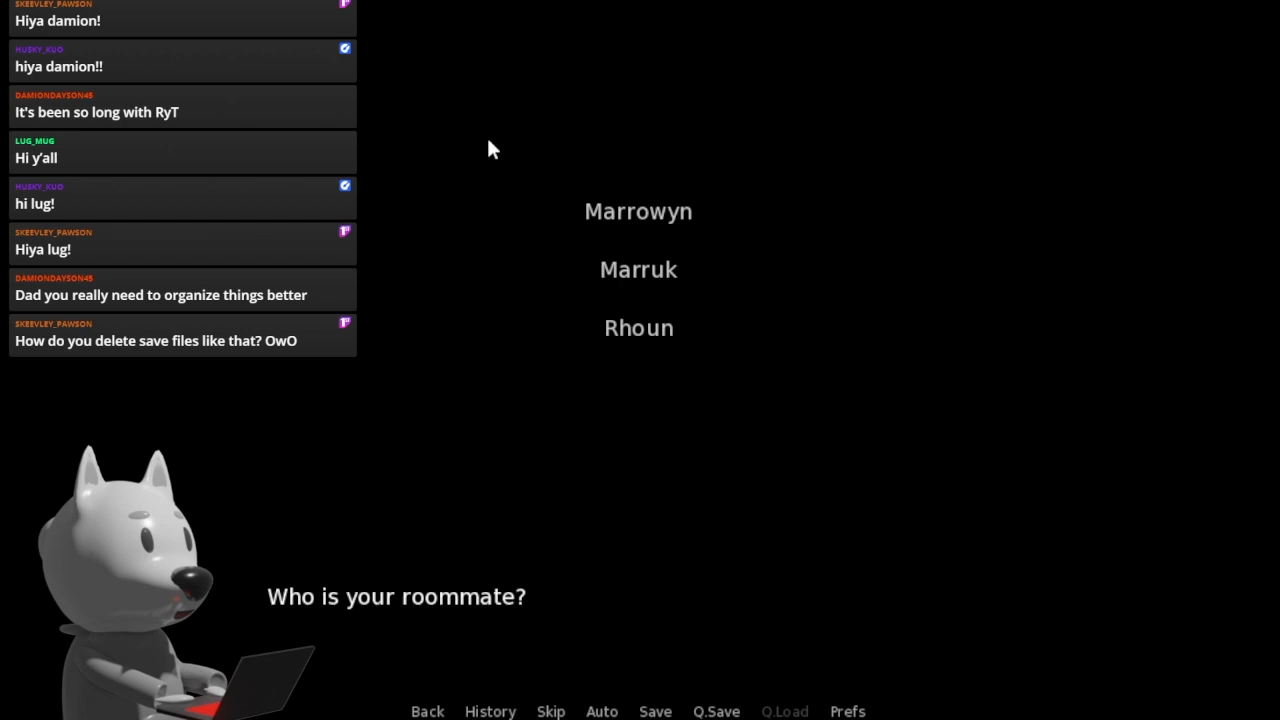 SKEEVLEY_PAWSON
Hiya damion!
HUSKY_KUO
hiya damion!!
DAMIONDAYSON45
It's been so long with RyT
LUG_MUG
Hi y'all
HUSKY_KUO
hi lug!
SKEEVLEY_PAWSON
Hiya lug!
DAMIONDAYSON45
Dad you really need to organize things better
SKEEVLEY_PAWSON
How do you delete save files like that? OwO
Marrowyn
Marruk
Rhoun
Who is your roommate?
Back History Skip Auto Save Q.Save Q.Load Prefs